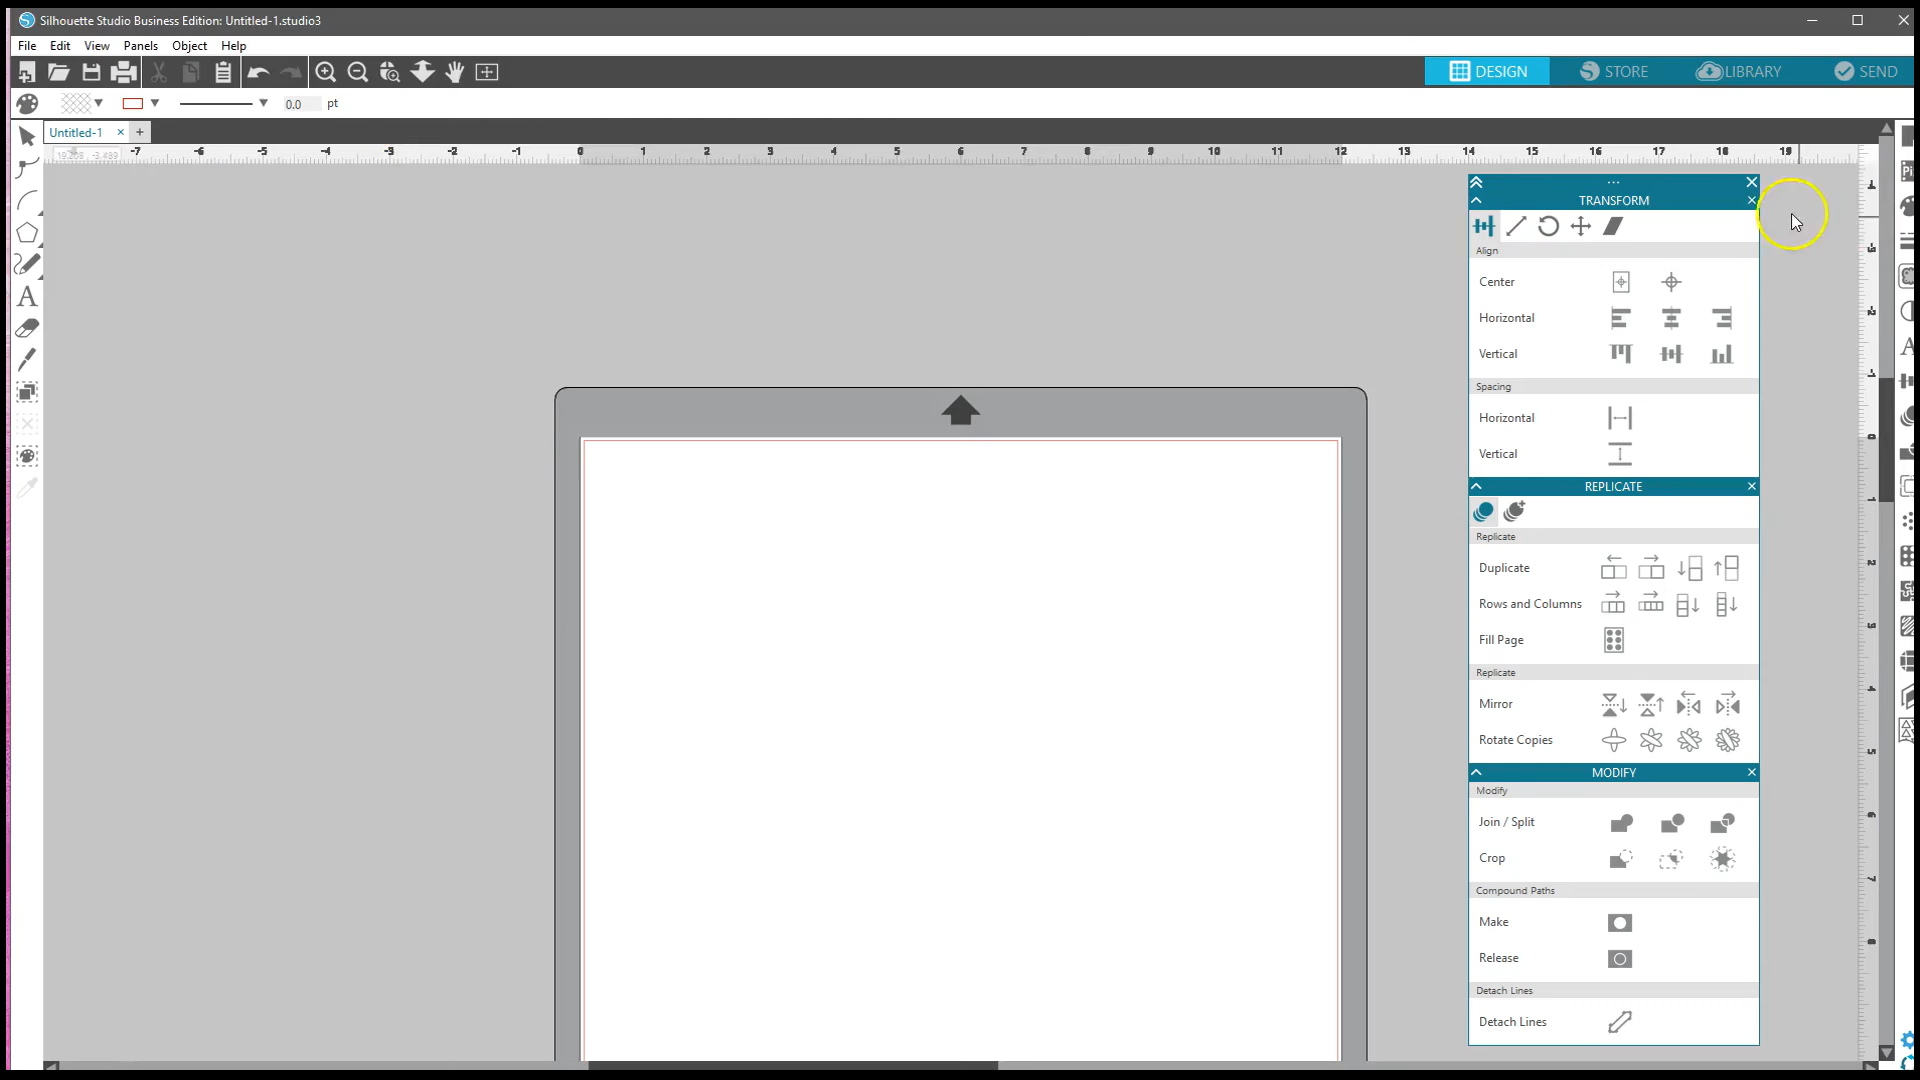 Silhouette Studio Business Edition: Untitled-1.studio3
File Edit View Panels Object Help
DESIGN STORE LIBRARY SEND
0.0 pt
Untitled-1
-7 -6 -5 -4 -3 -2 -1 0 1 2 3 4 5 6 7 8 9 10 11 12 13 14 15 16 17 18 19
TRANSFORM
Align
Center
Horizontal
Vertical
Spacing
Horizontal
Vertical
REPLICATE
Replicate
Duplicate
Rows and Columns
Fill Page
Replicate
Mirror
Rotate Copies
MODIFY
Modify
Join / Split
Crop
Compound Paths
Make
Release
Detach Lines
Detach Lines